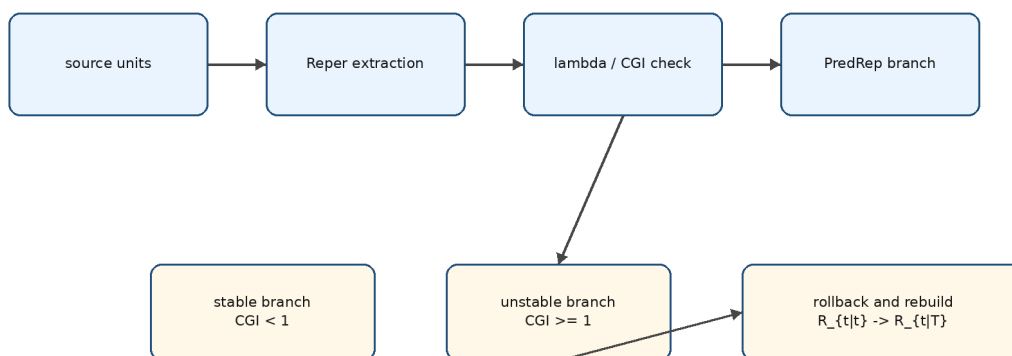 source units
Reper extraction
lambda / CGI check
PredRep branch
stable branch
CGI < 1
unstable branch
CGI >= 1
rollback and rebuild
R_{t|t} -> R_{t|T}